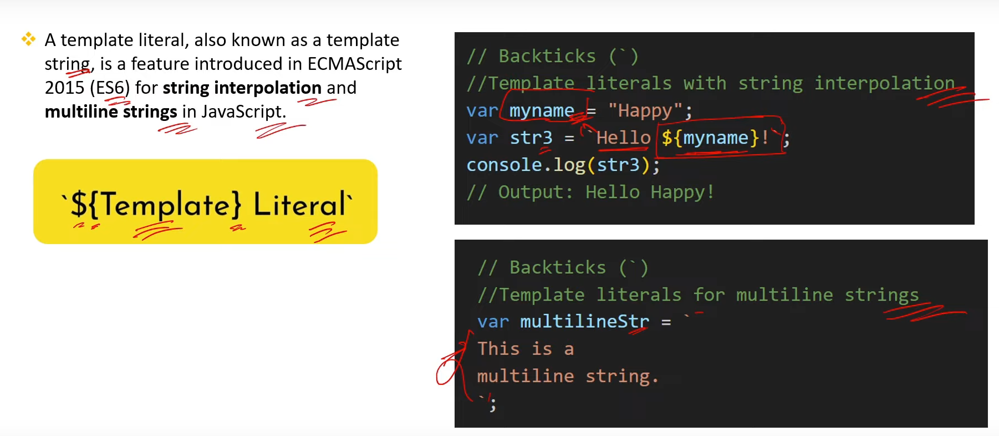 A template literal, also known as a template
string, is a feature introduced in ECMAScript
2015 (ES6) for string interpolation and
multiline strings in JavaScript.
`${Template} Literal`
// Backticks (`)
//Template literals with string interpolation
var myname = "Happy";
var str3 = `Hello ${myname}!`;
console.log(str3);
// Output: Hello Happy!
// Backticks (`)
//Template literals for multiline strings
var multilineStr = `
This is a
multiline string.
`;